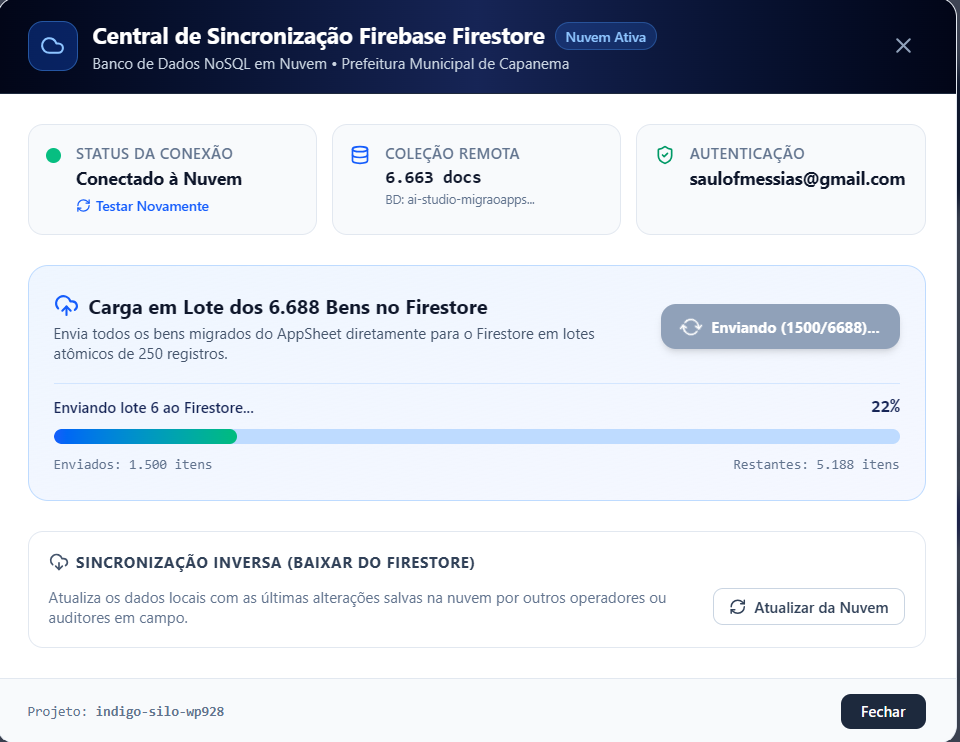 Central de Sincronização Firebase Firestore
Nuvem Ativa
Banco de Dados NoSQL em Nuvem • Prefeitura Municipal de Capanema
STATUS DA CONEXÃO
Conectado à Nuvem
Testar Novamente
COLEÇÃO REMOTA
6.663 docs
BD: ai-studio-migraoapps...
AUTENTICAÇÃO
saulofmessias@gmail.com
Carga em Lote dos 6.688 Bens no Firestore
Envia todos os bens migrados do AppSheet diretamente para o Firestore em lotes
atômicos de 250 registros.
Enviando (1500/6688)...
Enviando lote 6 ao Firestore...
22%
Enviados: 1.500 itens
Restantes: 5.188 itens
SINCRONIZAÇÃO INVERSA (BAIXAR DO FIRESTORE)
Atualiza os dados locais com as últimas alterações salvas na nuvem por outros operadores ou
auditores em campo.
Atualizar da Nuvem
Projeto: indigo-silo-wp928
Fechar